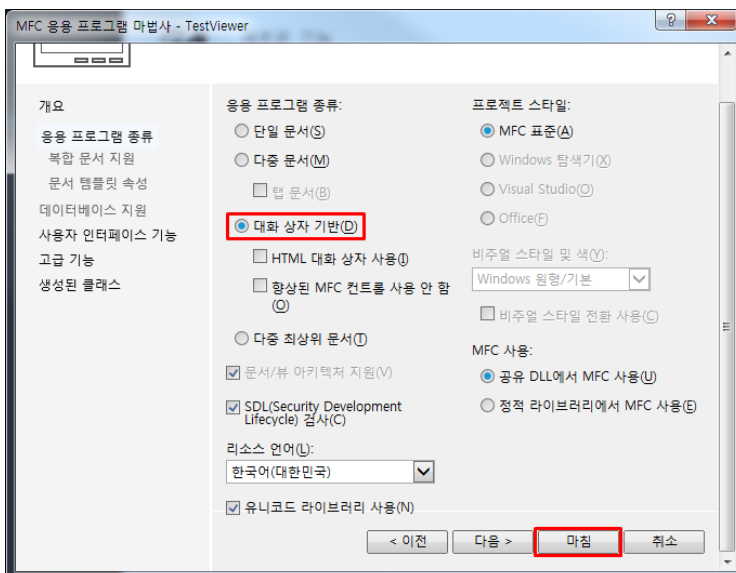 MFC 응용 프로그램 마법사 - TestViewer
개요
응용 프로그램 종류
복합 문서 지원
문서 템플릿 속성
데이터베이스 지원
사용자 인터페이스 기능
고급 기능
생성된 클래스
응용 프로그램 종류:
단일 문서(S)
다중 문서(M)
탭 문서(B)
대화 상자 기반(D)
HTML 대화 상자 사용(I)
향상된 MFC 컨트롤 사용 안 함
(O)
다중 최상위 문서(T)
문서/뷰 아키텍처 지원(V)
SDL(Security Development
Lifecycle) 검사(C)
리소스 언어(L):
한국어(대한민국)
유니코드 라이브러리 사용(N)
프로젝트 스타일:
MFC 표준(A)
Windows 탐색기(X)
Visual Studio(O)
Office(F)
비주얼 스타일 및 색(Y):
Windows 원형/기본
비주얼 스타일 전환 사용(C)
MFC 사용:
공유 DLL에서 MFC 사용(U)
정적 라이브러리에서 MFC 사용(E)
< 이전
다음 >
마침
취소